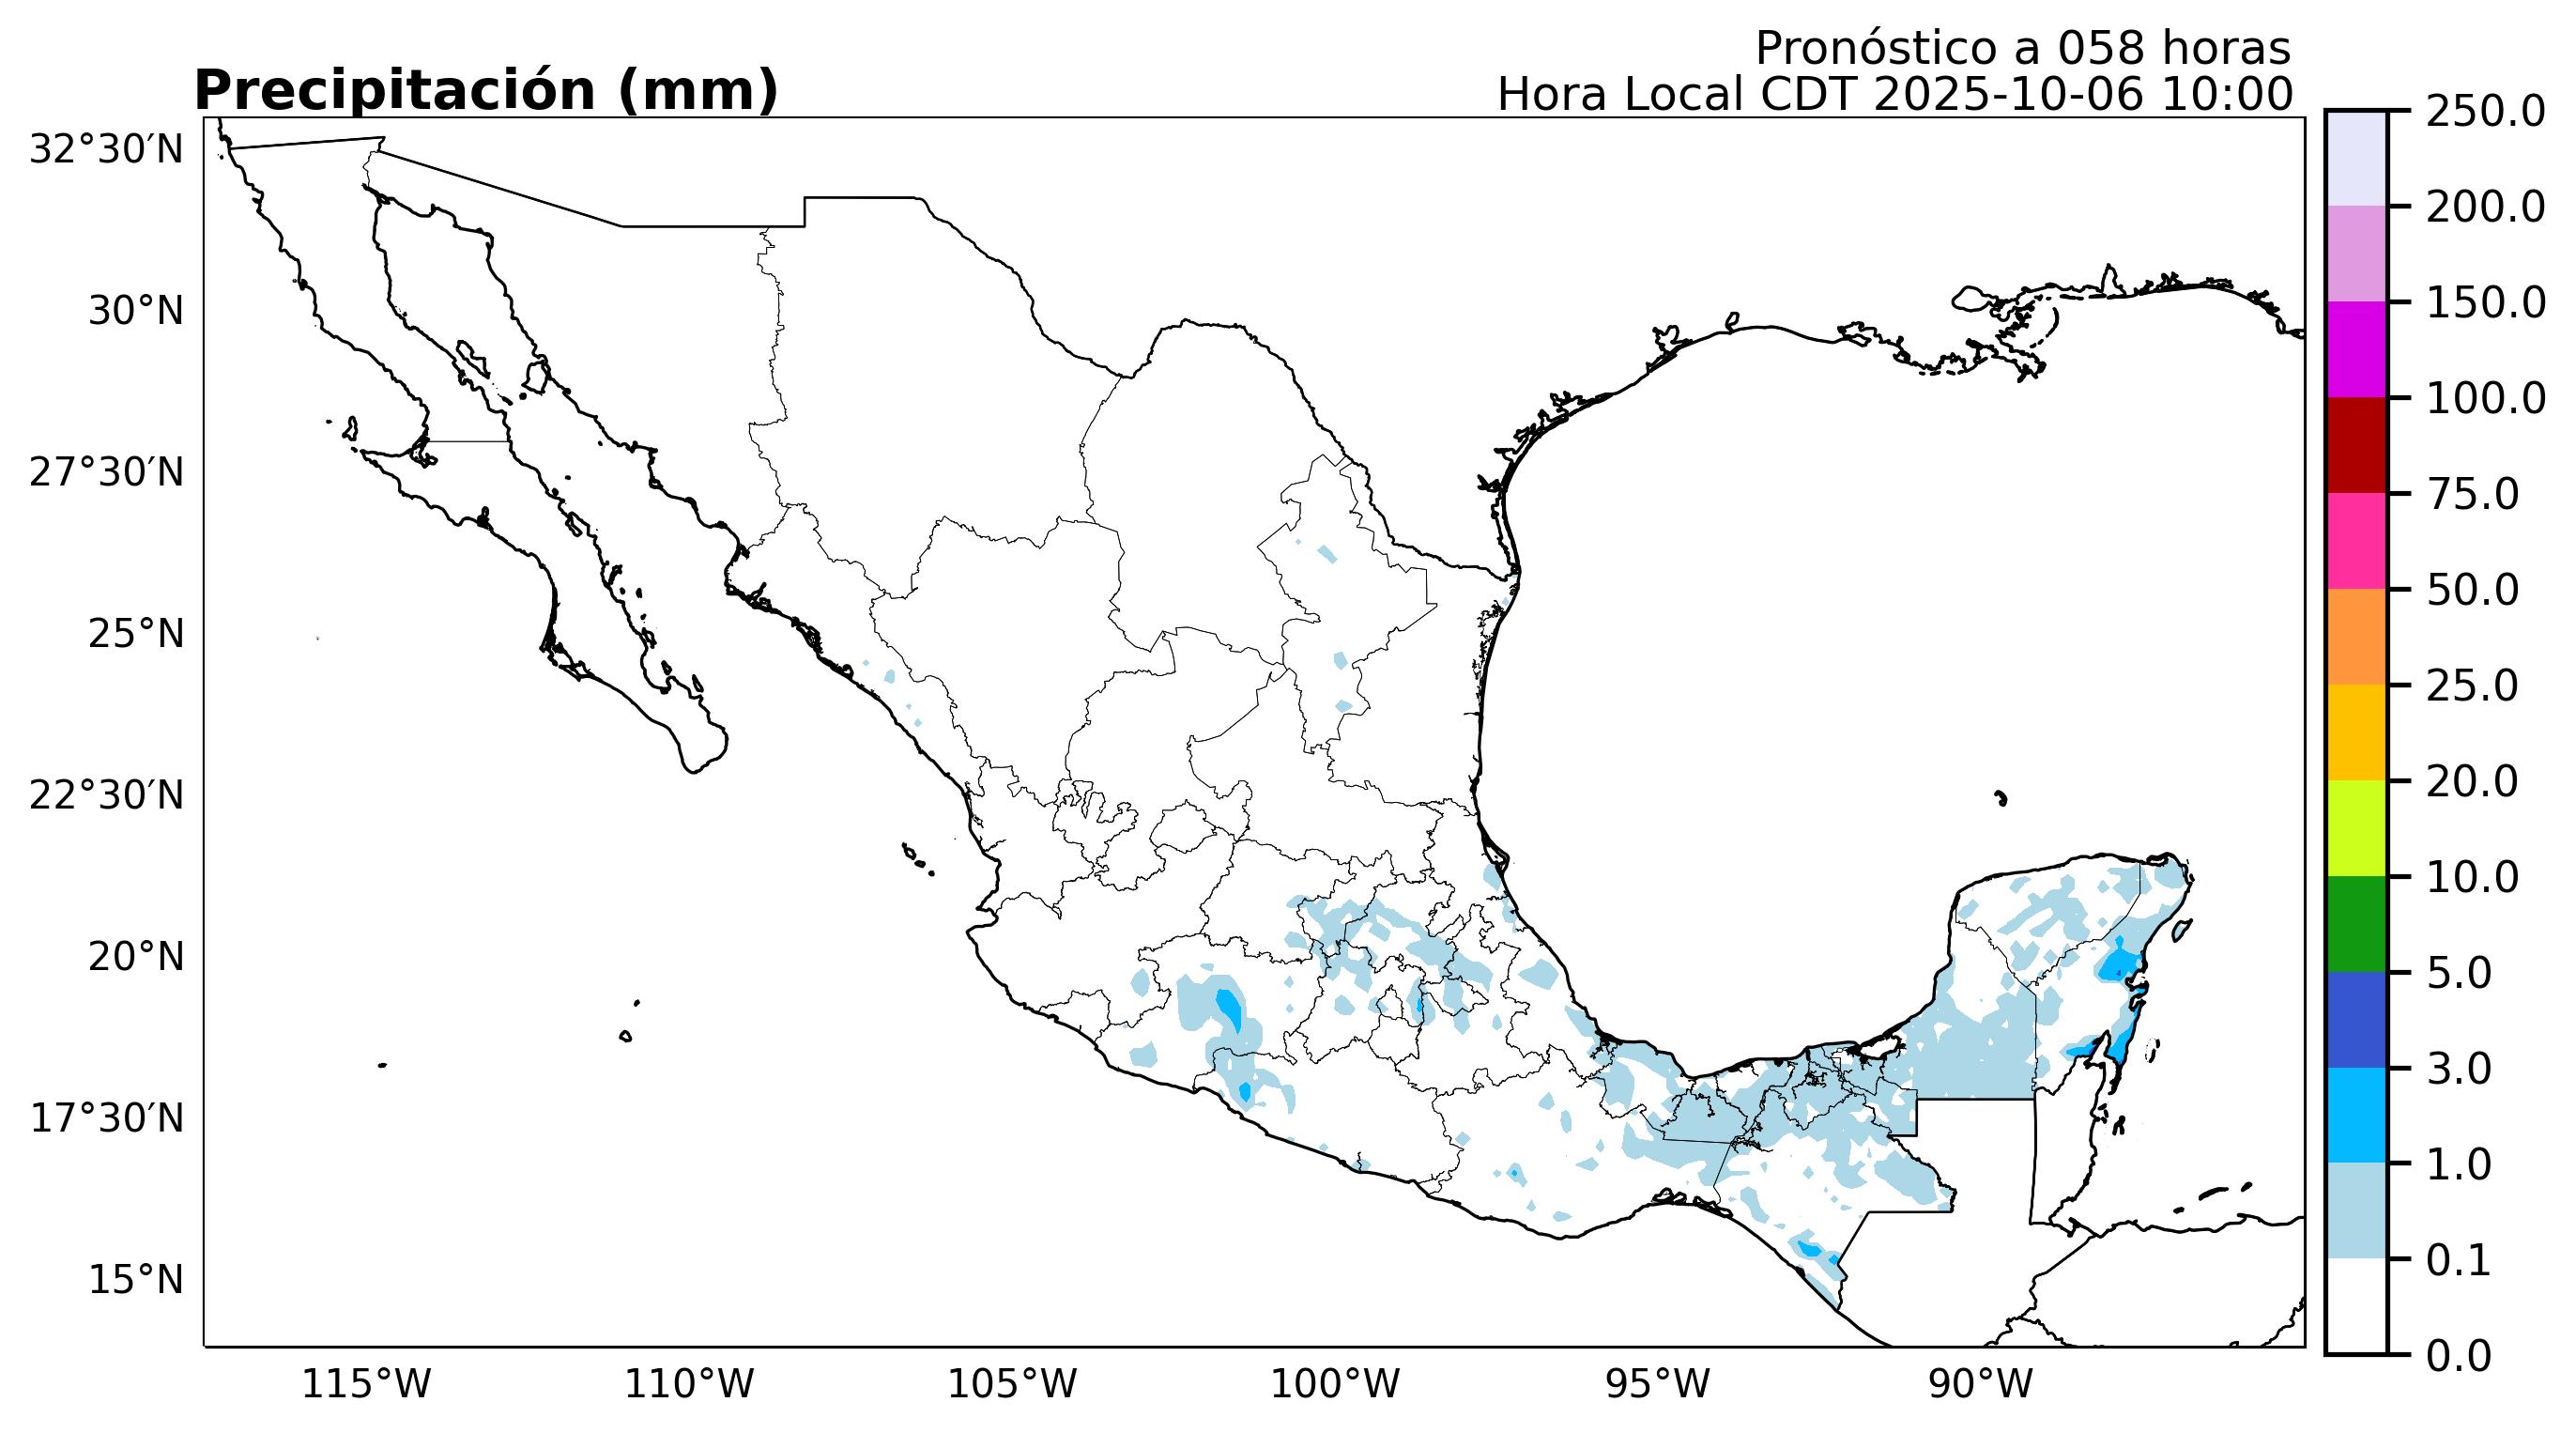 Pronóstico a 058 horas
Precipitación (mm)
Hora Local CDT 2025-10-06 10:00
32°30′N
30°N
27°30′N
25°N
22°30′N
20°N
17°30′N
15°N
115°W
110°W
105°W
100°W
95°W
90°W
250.0
200.0
150.0
100.0
75.0
50.0
25.0
20.0
10.0
5.0
3.0
1.0
0.1
0.0